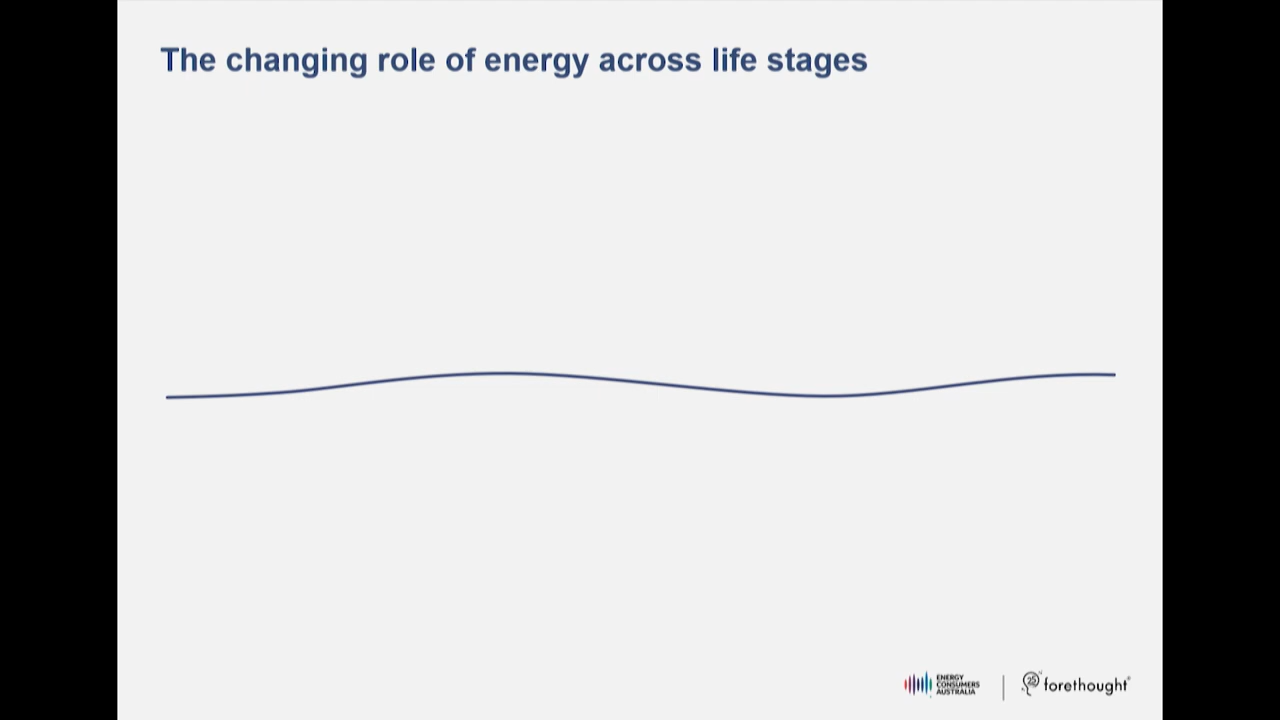 The changing role of energy across life stages
ENERGY
CONSUMERS
AUSTRALIA
forethought